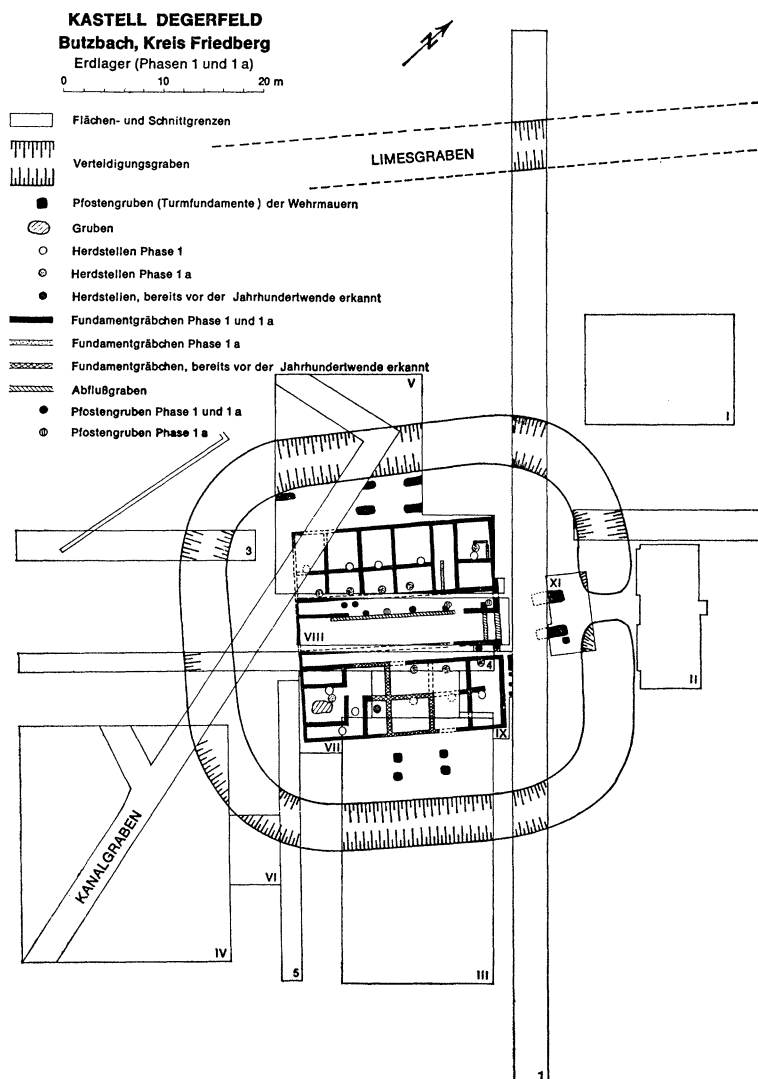 KASTELL DEGERFELD
Butzbach, Kreis Friedberg
Erdlager (Phasen 1 und 1 a)
0 10 20 m
N
Flächen- und Schnittgrenzen
Verteidigungsgraben
Pfostengruben (Turmfundamente) der Wehrmauern
Gruben
Herdstellen Phase 1
Herdstellen Phase 1 a
Herdstellen, bereits vor der Jahrhundertwende erkannt
Fundamentgräbchen Phase 1 und 1 a
Fundamentgräbchen Phase 1 a
Fundamentgräbchen, bereits vor der Jahrhundertwende erkannt
Abflußgraben
Pfostengruben Phase 1 und 1 a
Pfostengruben Phase 1 a
LIMESGRABEN
I
V
3
XI
VIII
4
II
VII
IX
KANALGRABEN
VI
IV
5
III
1